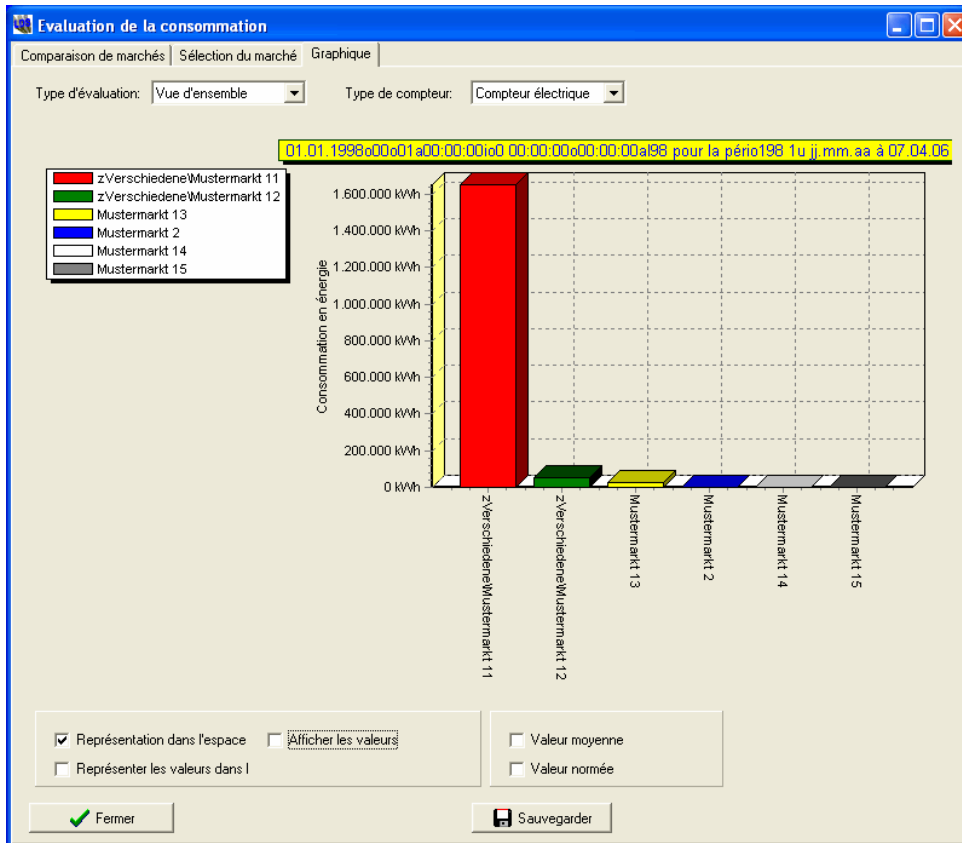 Evaluation de la consommation
Comparaison de marchés
Sélection du marché
Graphique
Type d'évaluation: Vue d'ensemble
Type de compteur: Compteur électrique
01.01.1998o00o01a00:00:00io0 00:00:00o00:00:00al98 pour la pério198 1u jj.mm.aa à 07.04.06
zVerschiedene\Mustermarkt 11
zVerschiedene\Mustermarkt 12
Mustermarkt 13
Mustermarkt 2
Mustermarkt 14
Mustermarkt 15
Consommation en énergie
1.600.000 kWh
1.400.000 kWh
1.200.000 kWh
1.000.000 kWh
800.000 kWh
600.000 kWh
400.000 kWh
200.000 kWh
0 kWh
zVerschiedene\Mustermarkt 11
zVerschiedene\Mustermarkt 12
Mustermarkt 13
Mustermarkt 2
Mustermarkt 14
Mustermarkt 15
Représentation dans l'espace
Afficher les valeurs
Représenter les valeurs dans l
Valeur moyenne
Valeur normée
Fermer
Sauvegarder